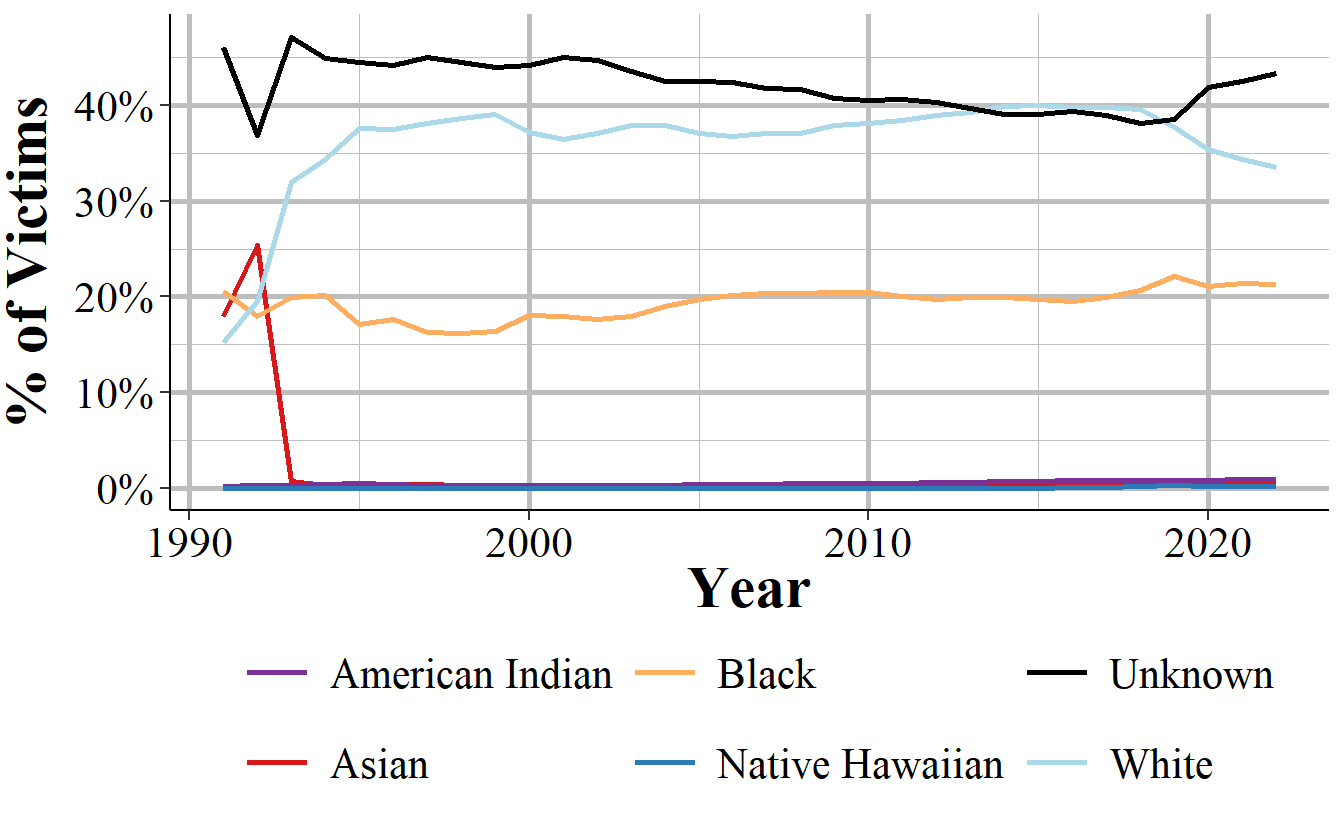 % of Victims
40%
30%
20%
10%
0%
1990 2000 2010 2020
Year
American Indian Black Unknown
Asian Native Hawaiian White